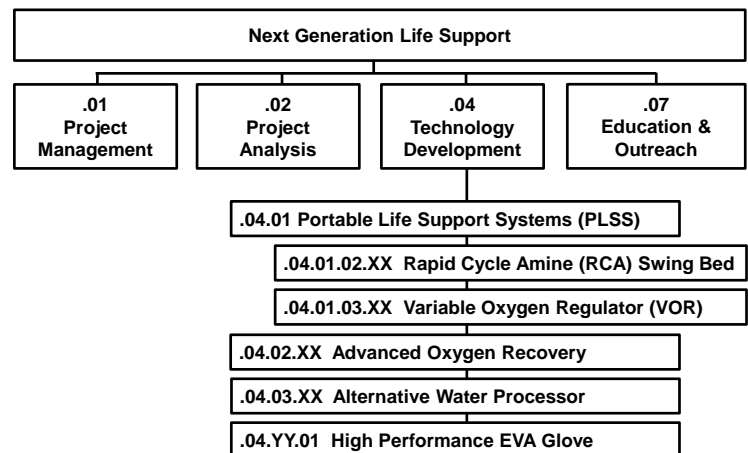 Next Generation Life Support
.01
Project
Management
.02
Project
Analysis
.04
Technology
Development
.07
Education &
Outreach
.04.01 Portable Life Support Systems (PLSS)
.04.01.02.XX Rapid Cycle Amine (RCA) Swing Bed
.04.01.03.XX Variable Oxygen Regulator (VOR)
.04.02.XX Advanced Oxygen Recovery
.04.03.XX Alternative Water Processor
.04.YY.01 High Performance EVA Glove